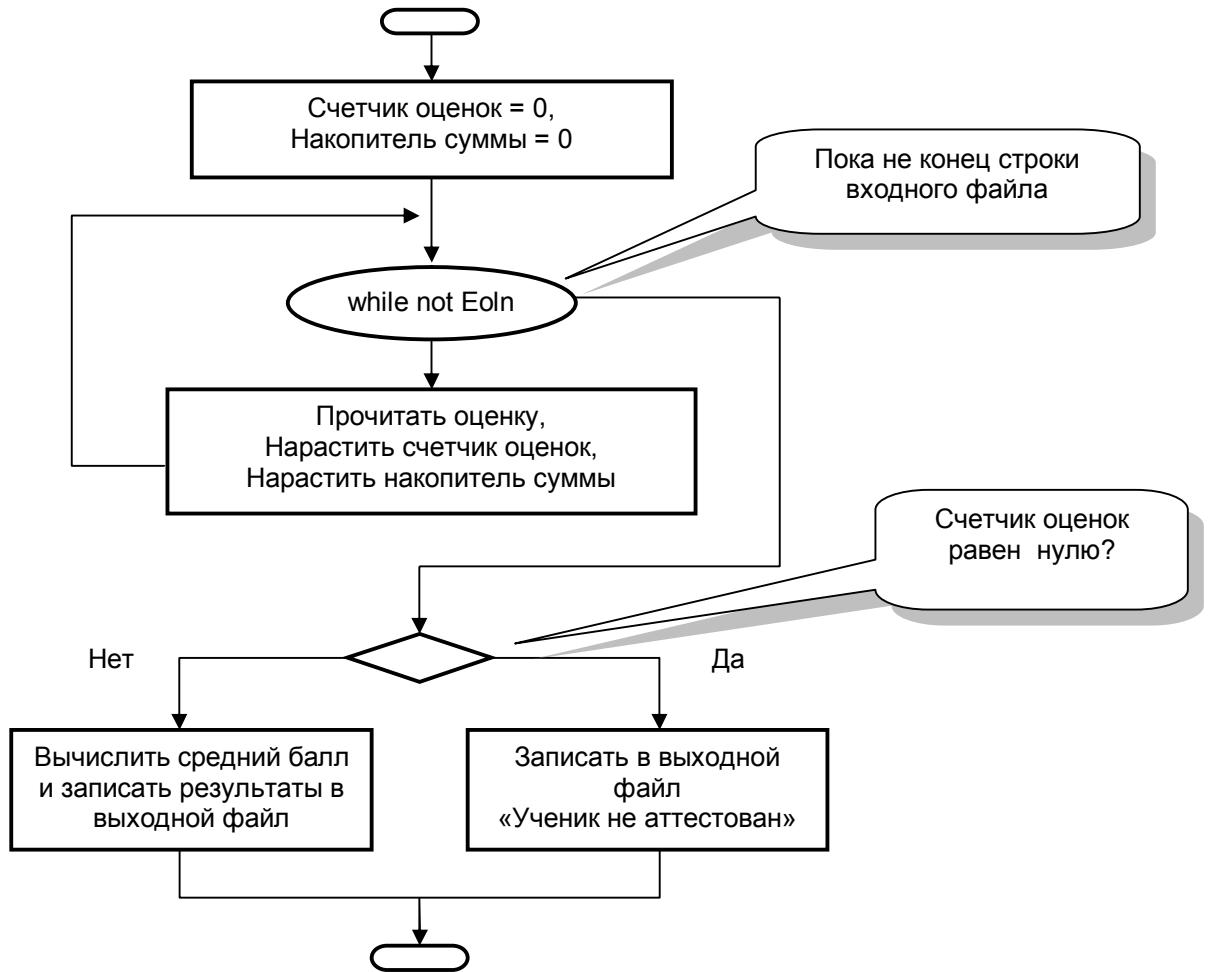 Счетчик оценок = 0,
Накопитель суммы = 0
Пока не конец строки
входного файла
while not Eoln
Прочитать оценку,
Нарастить счетчик оценок,
Нарастить накопитель суммы
Счетчик оценок
равен нулю?
Нет
Да
Вычислить средний балл
и записать результаты в
выходной файл
Записать в выходной
файл
«Ученик не аттестован»